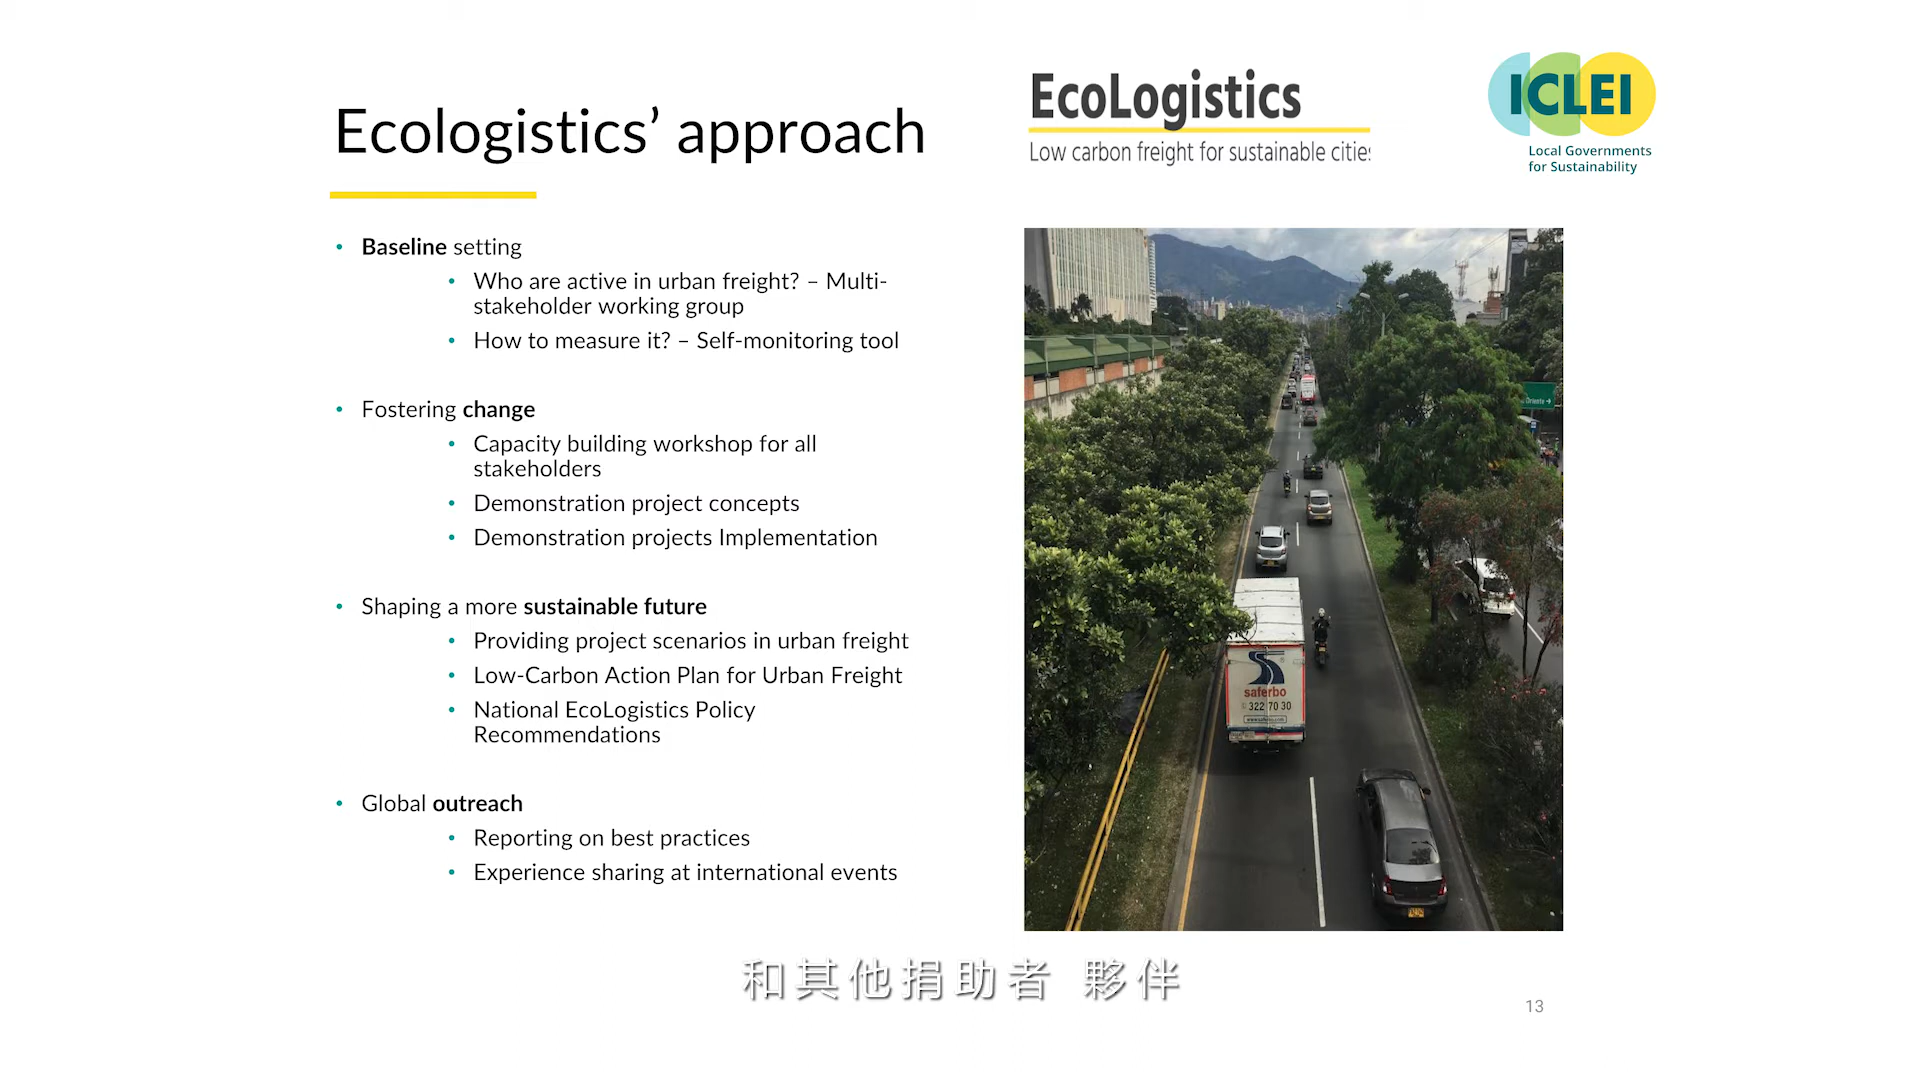 Ecologistics’ approach
EcoLogistics
Low carbon freight for sustainable cities
ICLEI
Local Governments
for Sustainability
• Baseline setting
• Who are active in urban freight? – Multi-
stakeholder working group
• How to measure it? – Self-monitoring tool
• Fostering change
• Capacity building workshop for all
stakeholders
• Demonstration project concepts
• Demonstration projects Implementation
• Shaping a more sustainable future
• Providing project scenarios in urban freight
• Low-Carbon Action Plan for Urban Freight
• National EcoLogistics Policy
Recommendations
• Global outreach
• Reporting on best practices
• Experience sharing at international events
saferbo
322 70 30
和其他捐助者 夥伴
13